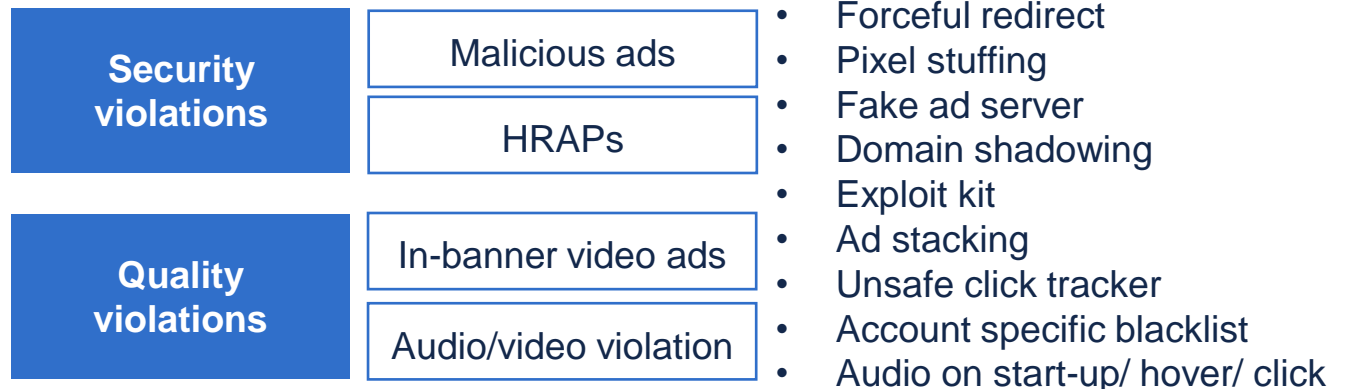 Security
violations
Malicious ads
HRAPs
Quality
violations
In-banner video ads
Audio/video violation
• Forceful redirect
• Pixel stuffing
• Fake ad server
• Domain shadowing
• Exploit kit
• Ad stacking
• Unsafe click tracker
• Account specific blacklist
• Audio on start-up/ hover/ click